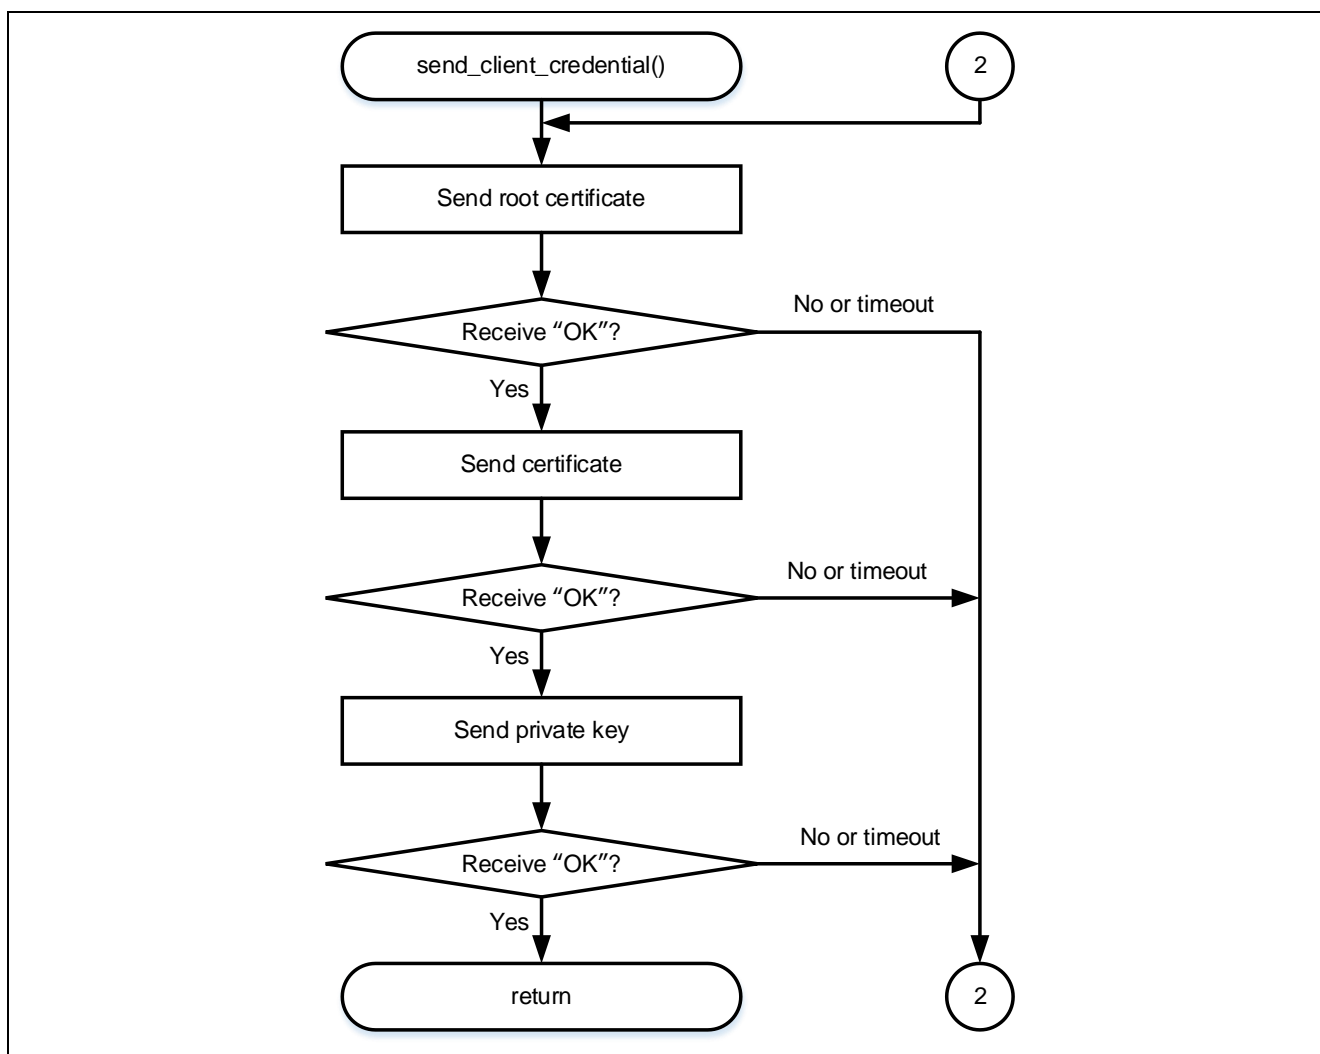 send_client_credential()
2
Send root certificate
No or timeout
Receive “OK”?
Yes
Send certificate
No or timeout
Receive “OK”?
Yes
Send private key
No or timeout
Receive “OK”?
Yes
return
2